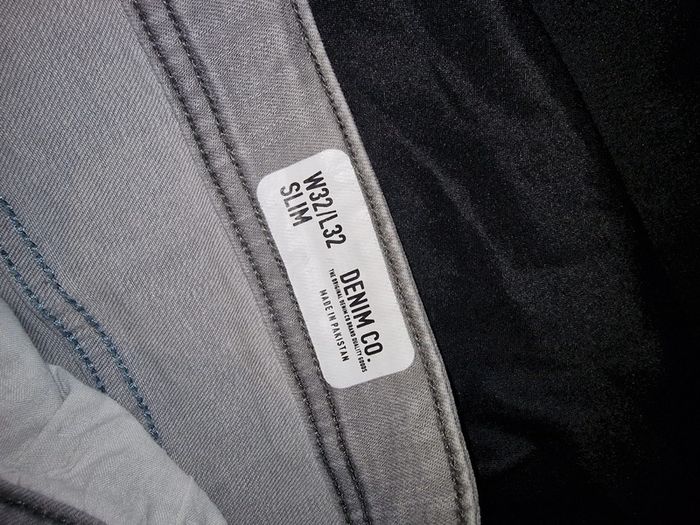 W32/L32
SLIM
DENIM CO.
THE ORIGINAL DENIM CO BRAND QUALITY GOODS
MADE IN PAKISTAN